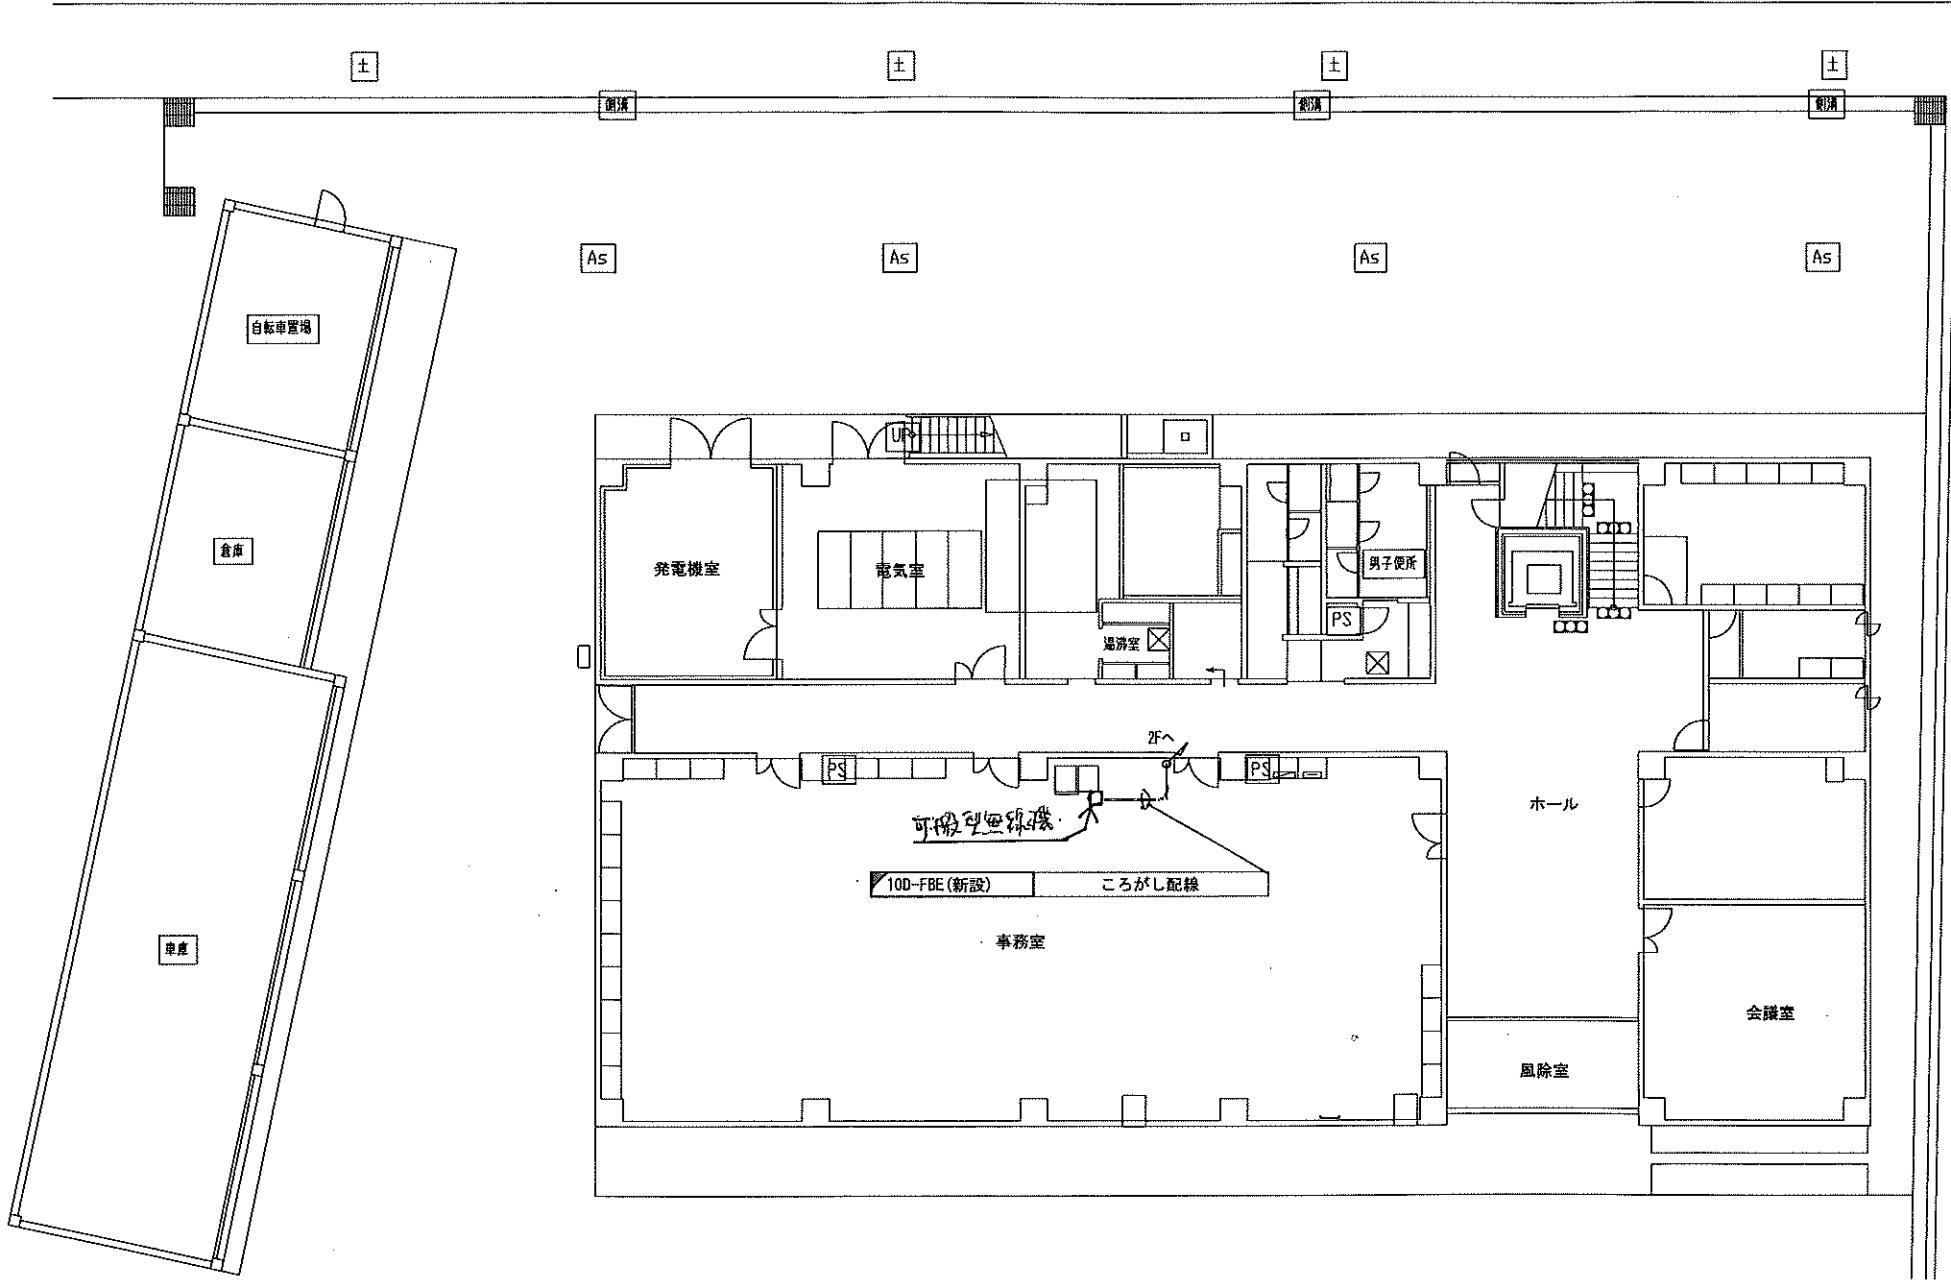 土
土
土
土
側溝
側溝
側溝
As
As
As
As
自転車置場
UP
倉庫
発電機室
電気室
男子便所
PS
湯沸室
2Fへ
PS
PS
ホール
可搬型無線機
10D-FBE(新設)
ころがし配線
事務室
車庫
会議室
風除室